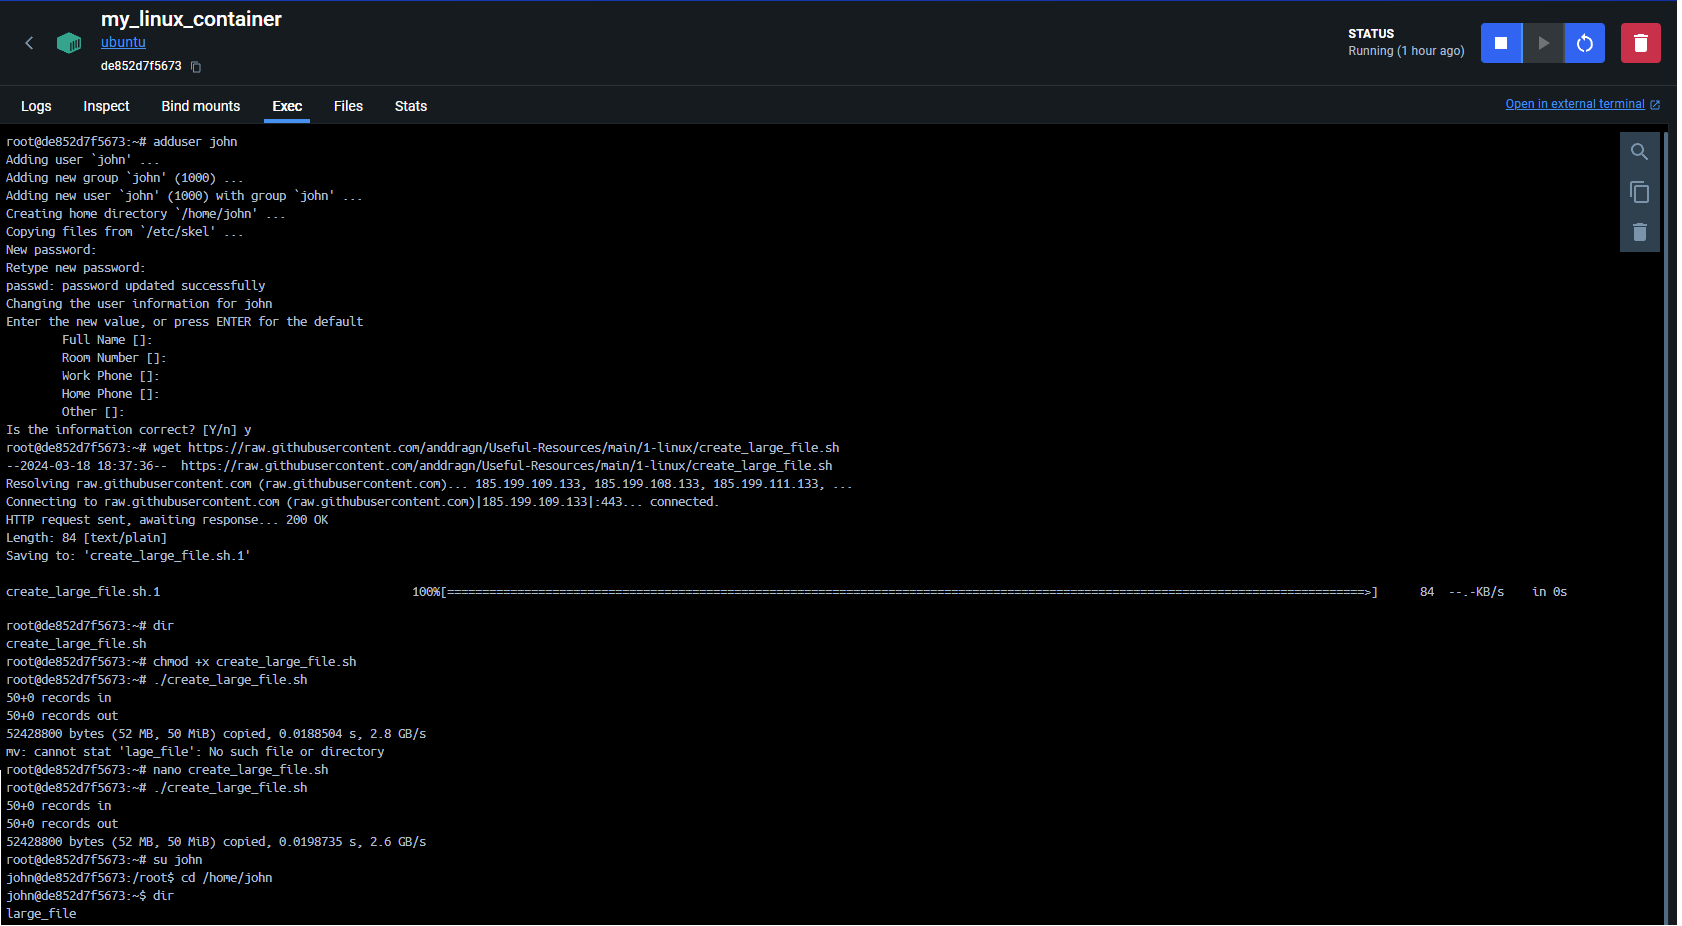 my_linux_container
ubuntu
de852d7f5673
STATUS
Running (1 hour ago)
Logs Inspect Bind mounts Exec Files Stats
Open in external terminal
root@de852d7f5673:~# adduser john
Adding user `john' ...
Adding new group `john' (1000) ...
Adding new user `john' (1000) with group `john' ...
Creating home directory `/home/john' ...
Copying files from `/etc/skel' ...
New password:
Retype new password:
passwd: password updated successfully
Changing the user information for john
Enter the new value, or press ENTER for the default
        Full Name []:
        Room Number []:
        Work Phone []:
        Home Phone []:
        Other []:
Is the information correct? [Y/n] y
root@de852d7f5673:~# wget https://raw.githubusercontent.com/anddragn/Useful-Resources/main/1-linux/create_large_file.sh
--2024-03-18 18:37:36--  https://raw.githubusercontent.com/anddragn/Useful-Resources/main/1-linux/create_large_file.sh
Resolving raw.githubusercontent.com (raw.githubusercontent.com)... 185.199.109.133, 185.199.108.133, 185.199.111.133, ...
Connecting to raw.githubusercontent.com (raw.githubusercontent.com)|185.199.109.133|:443... connected.
HTTP request sent, awaiting response... 200 OK
Length: 84 [text/plain]
Saving to: 'create_large_file.sh.1'
create_large_file.sh.1 100%[===================================================================================================================================>] 84 --.-KB/s in 0s
root@de852d7f5673:~# dir
create_large_file.sh
root@de852d7f5673:~# chmod +x create_large_file.sh
root@de852d7f5673:~# ./create_large_file.sh
50+0 records in
50+0 records out
52428800 bytes (52 MB, 50 MiB) copied, 0.0188504 s, 2.8 GB/s
mv: cannot stat 'lage_file': No such file or directory
root@de852d7f5673:~# nano create_large_file.sh
root@de852d7f5673:~# ./create_large_file.sh
50+0 records in
50+0 records out
52428800 bytes (52 MB, 50 MiB) copied, 0.0198735 s, 2.6 GB/s
root@de852d7f5673:~# su john
john@de852d7f5673:/root$ cd /home/john
john@de852d7f5673:~$ dir
large_file